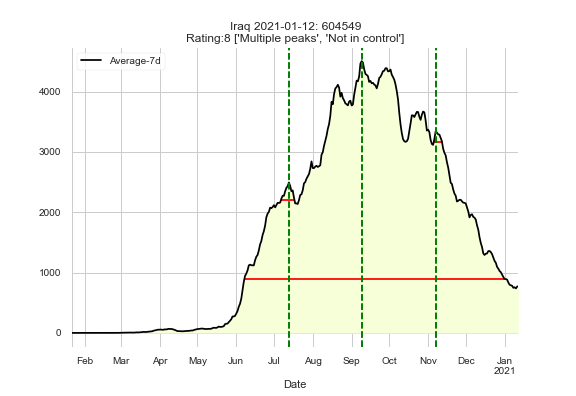 Iraq 2021-01-12: 604549
Rating:8 ['Multiple peaks', 'Not in control']
Average-7d
4000
3000
2000
1000
0
Feb Mar Apr May Jun Jul Aug Sep Oct Nov Dec Jan
2021
Date